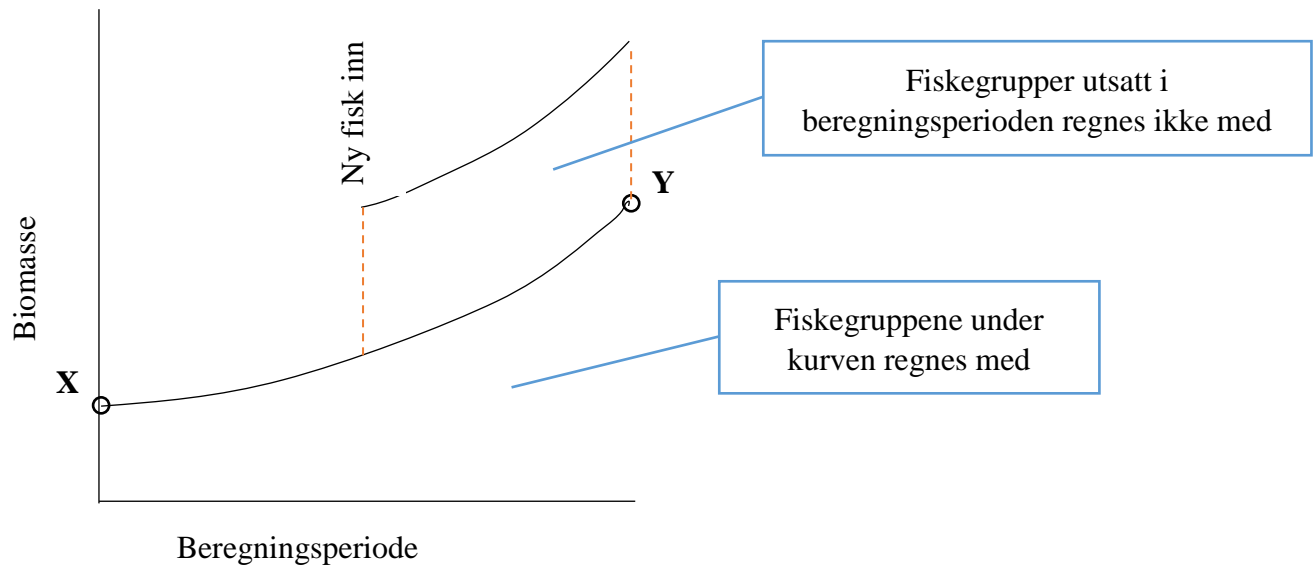 Ny fisk inn
Fiskegrupper utsatt i
beregningsperioden regnes ikke med
Y
Biomasse
Fiskegruppene under
kurven regnes med
X
Beregningsperiode